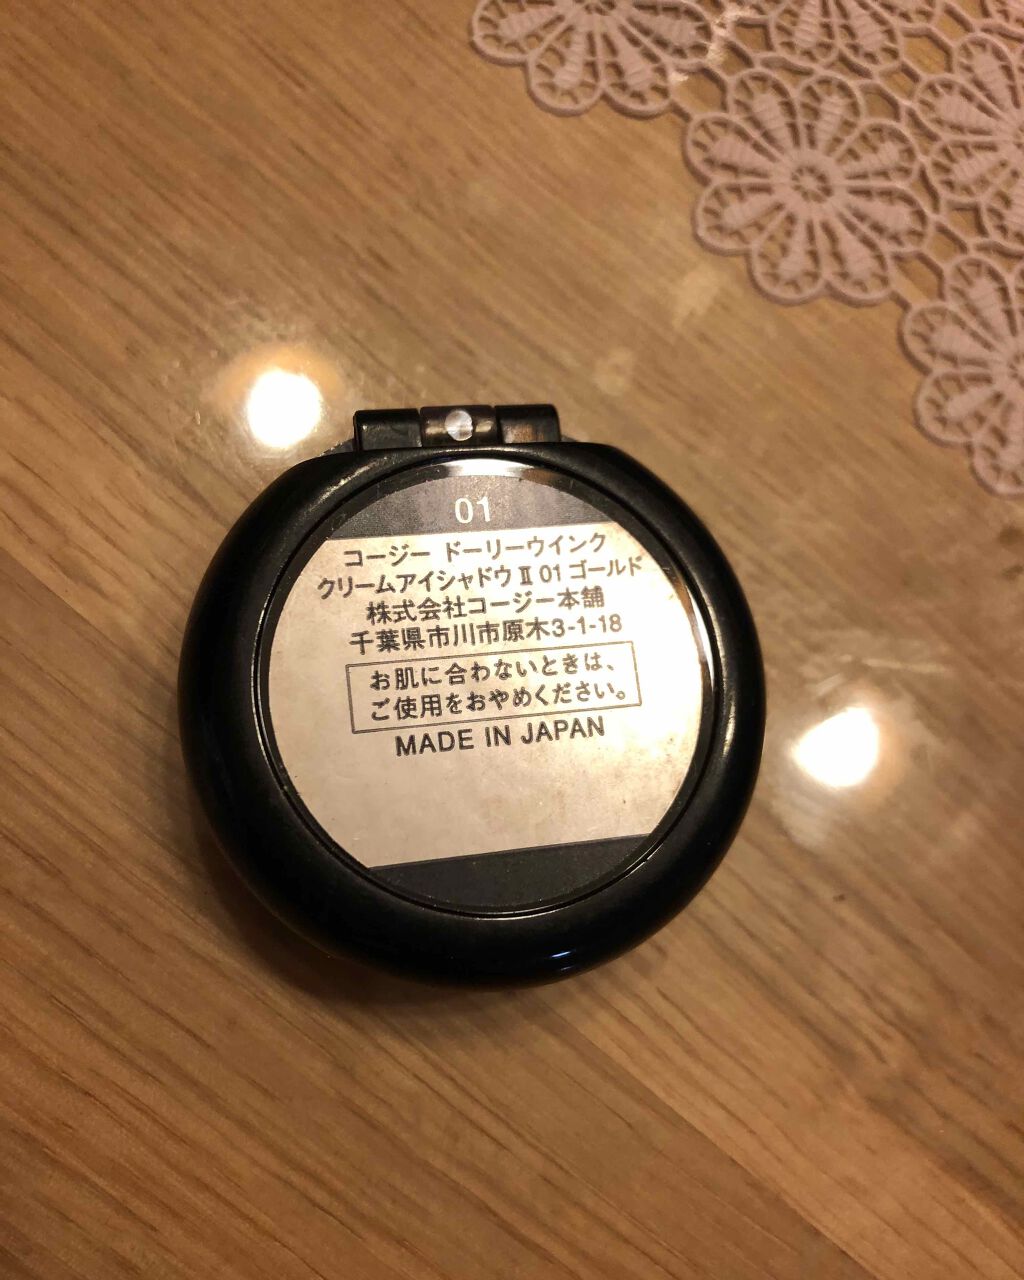 01
コージー ドーリーウインク
クリームアイシャドウ Ⅱ 01 ゴールド
株式会社コージー本舗
千葉県市川市原木3-1-18
お肌に合わないときは、
ご使用をおやめください。
MADE IN JAPAN